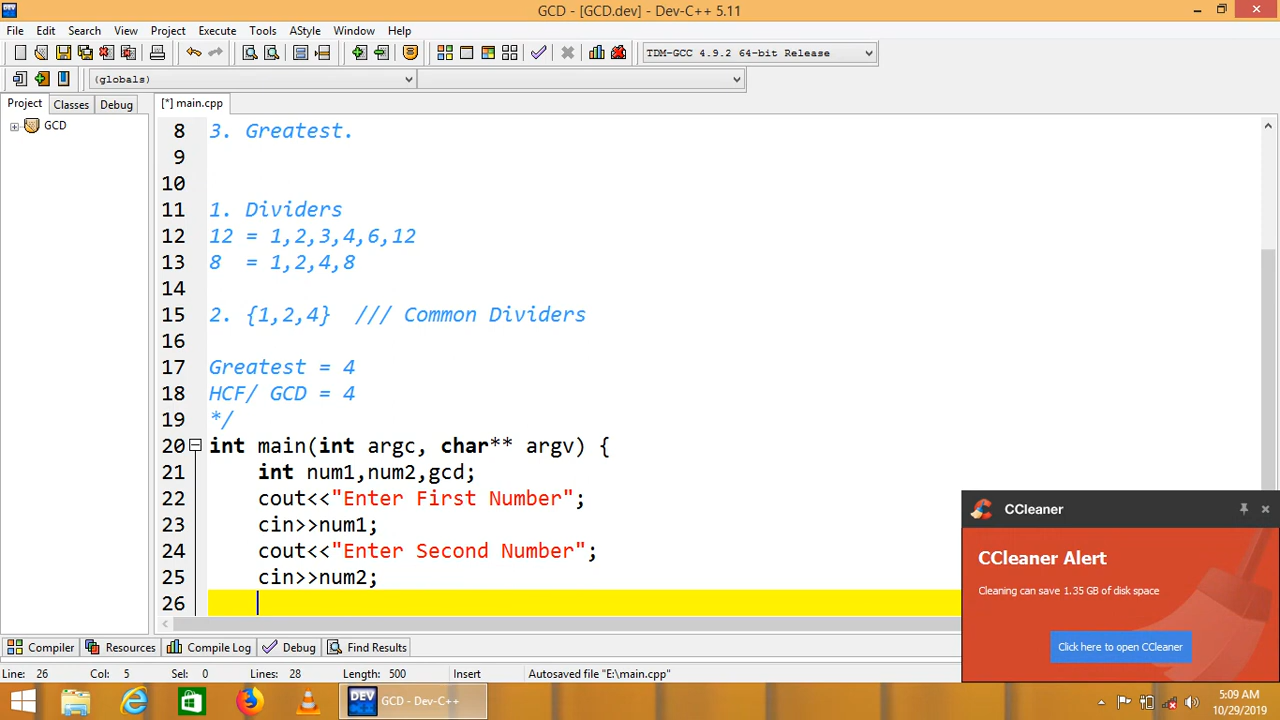 GCD - [GCD.dev] - Dev-C++ 5.11
File Edit Search View Project Execute Tools AStyle Window Help
TDM-GCC 4.9.2 64-bit Release
(globals)
Project Classes Debug
[*] main.cpp
GCD
8 3. Greatest.
9
10
11 1. Dividers
12 12 = 1,2,3,4,6,12
13 8  = 1,2,4,8
14
15 2. {1,2,4}  /// Common Dividers
16
17 Greatest = 4
18 HCF/ GCD = 4
19 */
20 int main(int argc, char** argv) {
21     int num1,num2,gcd;
22     cout<<"Enter First Number";
23     cin>>num1;
24     cout<<"Enter Second Number";
25     cin>>num2;
26
CCleaner
CCleaner Alert
Cleaning can save 1.35 GB of disk space
Click here to open CCleaner
Compiler Resources Compile Log Debug Find Results
Line: 26 Col: 5 Sel: 0 Lines: 28 Length: 500 Insert Autosaved file "E:\main.cpp"
DEV GCD - Dev-C++
5:09 AM
10/29/2019